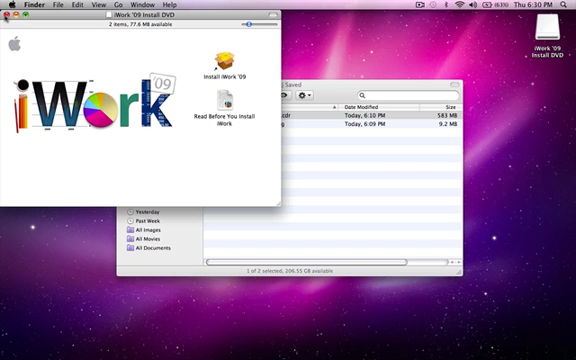 Finder File Edit View Go Window Help
(63%) Thu 6:30 PM
iWork '09 Install DVD
2 items, 77.6 MB available
iWork '09
Install iWork '09
Read Before You Install
iWork
iWork '09
Install DVD
Saved
Date Modified Size
.cdr Today, 6:10 PM 583 MB
g Today, 6:09 PM 9.2 MB
Yesterday
Past Week
All Images
All Movies
All Documents
1 of 2 selected, 206.55 GB available